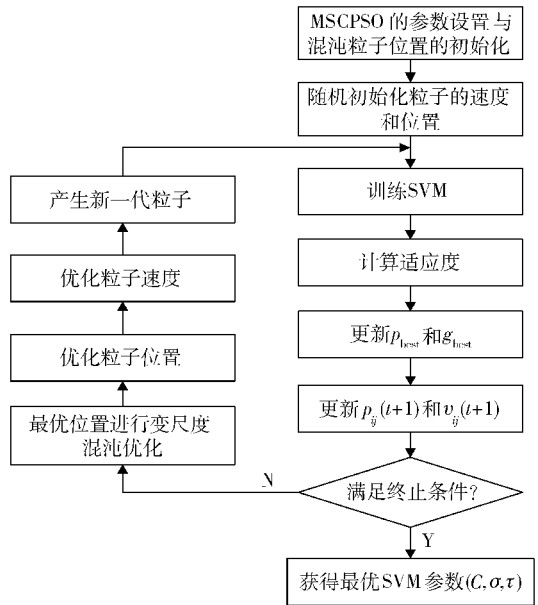 MSCPSO的参数设置与
混沌粒子位置的初始化
随机初始化粒子的速度
和位置
训练SVM
计算适应度
更新p_best和g_best
更新p_ij(t+1)和v_ij(t+1)
满足终止条件?
N
Y
获得最优SVM参数(C,σ,τ)
最优位置进行变尺度
混沌优化
优化粒子位置
优化粒子速度
产生新一代粒子